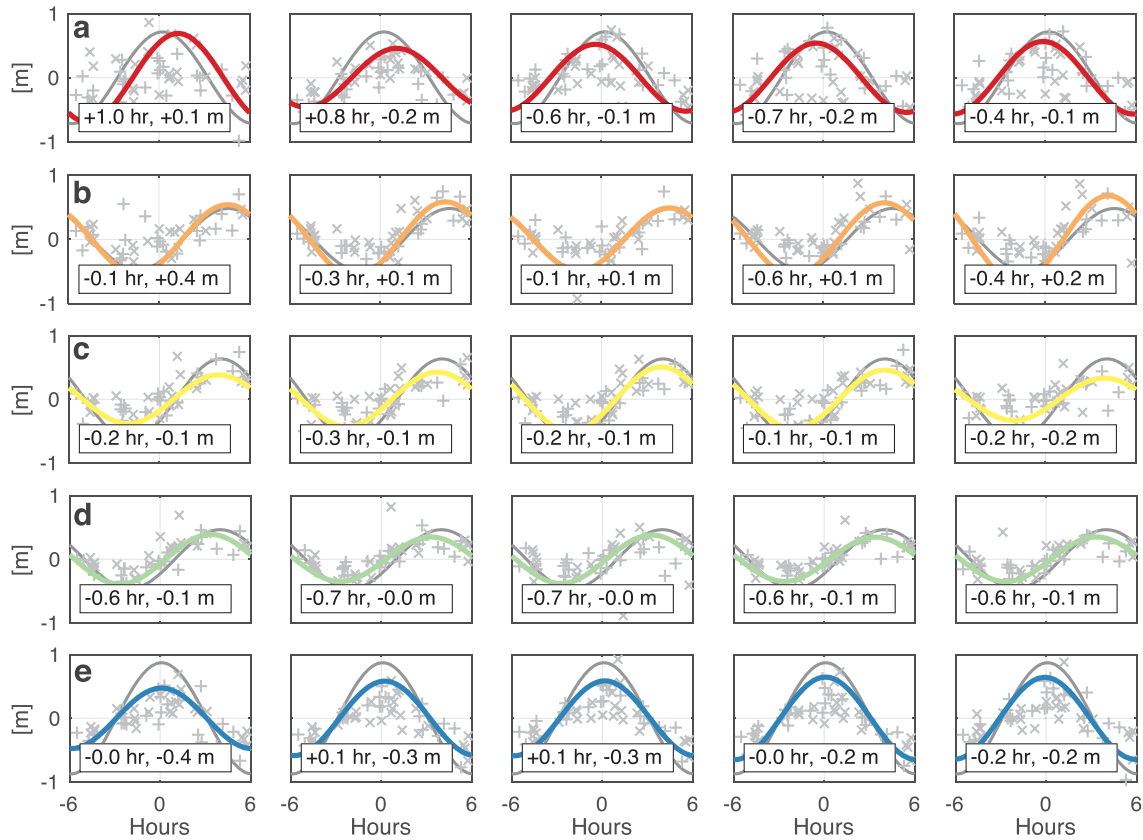 1
a
[m]
0
-1
+1.0 hr, +0.1 m
+0.8 hr, -0.2 m
-0.6 hr, -0.1 m
-0.7 hr, -0.2 m
-0.4 hr, -0.1 m
1
b
[m]
0
-1
-0.1 hr, +0.4 m
-0.3 hr, +0.1 m
-0.1 hr, +0.1 m
-0.6 hr, +0.1 m
-0.4 hr, +0.2 m
1
c
[m]
0
-1
-0.2 hr, -0.1 m
-0.3 hr, -0.1 m
-0.2 hr, -0.1 m
-0.1 hr, -0.1 m
-0.2 hr, -0.2 m
1
d
[m]
0
-1
-0.6 hr, -0.1 m
-0.7 hr, -0.0 m
-0.7 hr, -0.0 m
-0.6 hr, -0.1 m
-0.6 hr, -0.1 m
1
e
[m]
0
-1
-0.0 hr, -0.4 m
+0.1 hr, -0.3 m
+0.1 hr, -0.3 m
-0.0 hr, -0.2 m
-0.2 hr, -0.2 m
-6 0 6 -6 0 6 -6 0 6 -6 0 6 -6 0 6
Hours Hours Hours Hours Hours